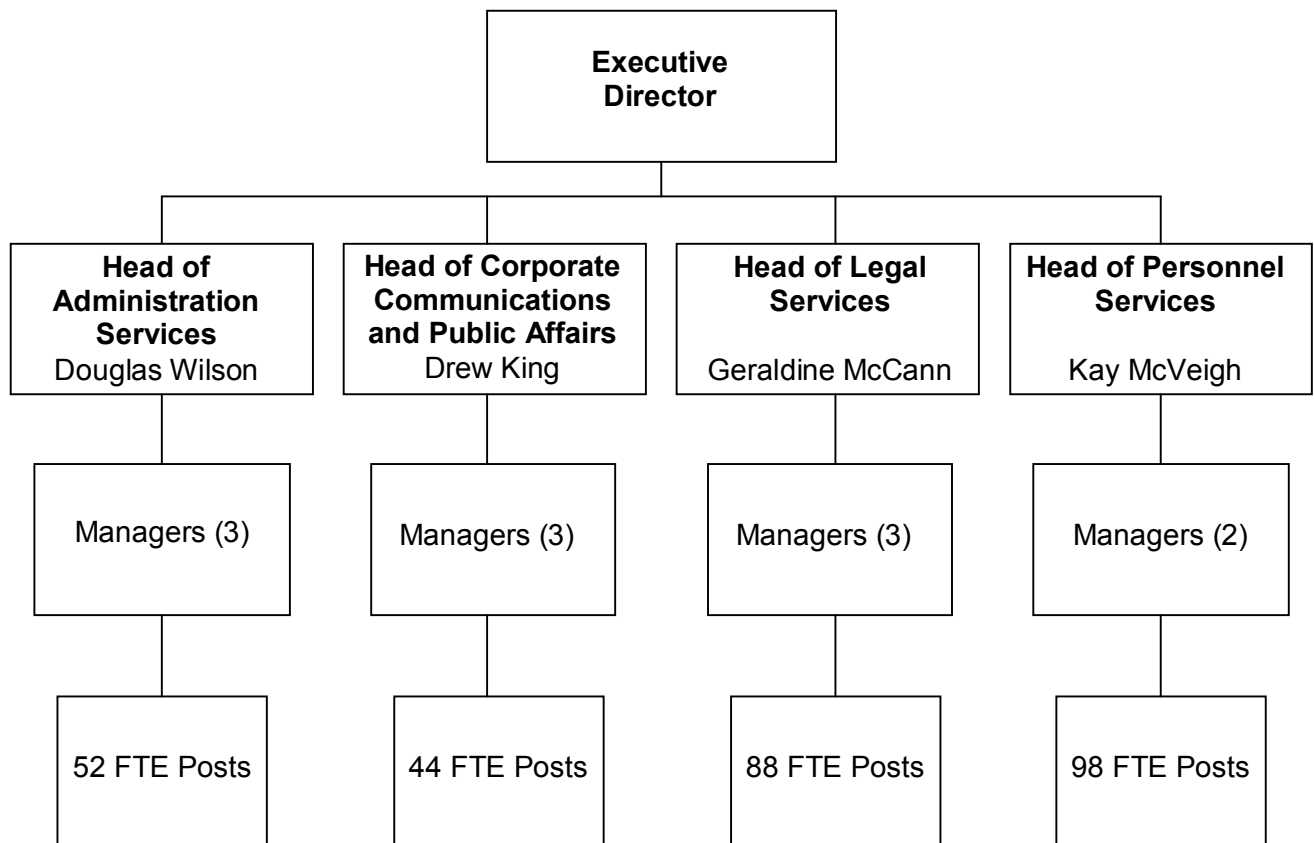 Executive
Director
Head of
Administration
Services
Douglas Wilson
Head of Corporate
Communications
and Public Affairs
Drew King
Head of Legal
Services
Geraldine McCann
Head of Personnel
Services
Kay McVeigh
Managers (3)
Managers (3)
Managers (3)
Managers (2)
52 FTE Posts
44 FTE Posts
88 FTE Posts
98 FTE Posts